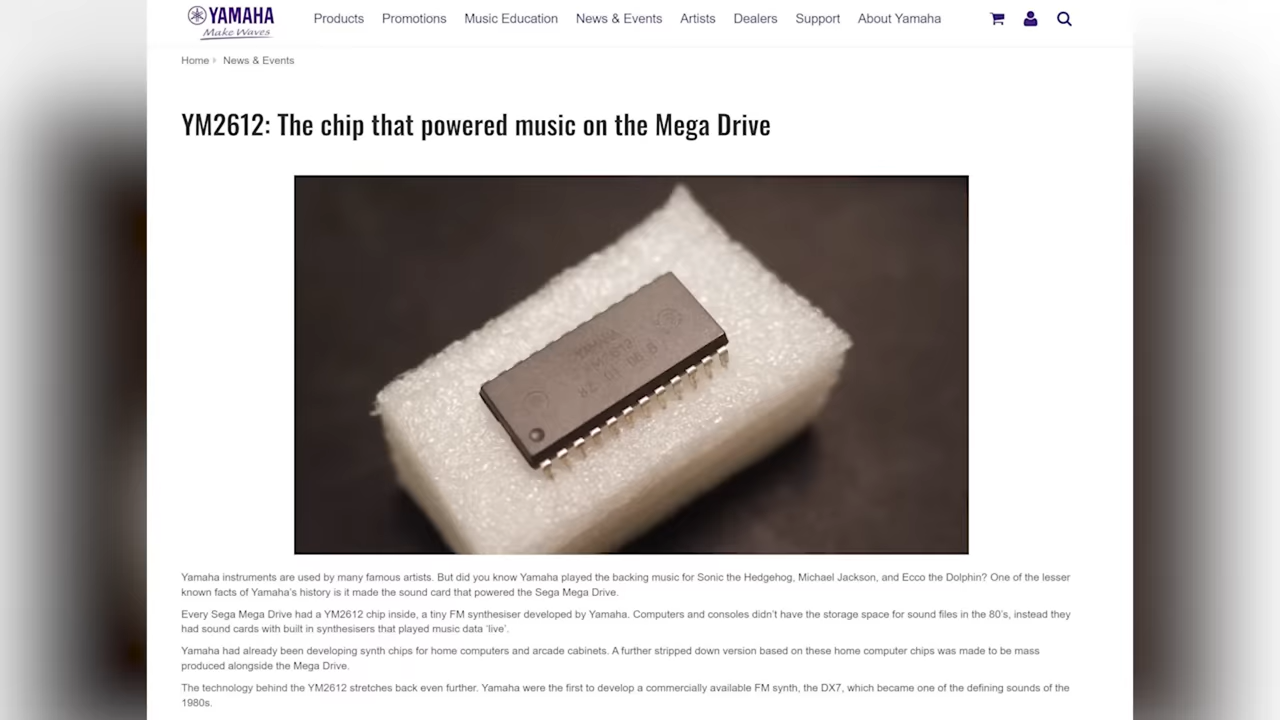 YAMAHA
Make Waves
Products Promotions Music Education News & Events Artists Dealers Support About Yamaha
Home News & Events
YM2612: The chip that powered music on the Mega Drive
Yamaha instruments are used by many famous artists. But did you know Yamaha played the backing music for Sonic the Hedgehog, Michael Jackson, and Ecco the Dolphin? One of the lesser
known facts of Yamaha's history is it made the sound card that powered the Sega Mega Drive.
Every Sega Mega Drive had a YM2612 chip inside, a tiny FM synthesiser developed by Yamaha. Computers and consoles didn't have the storage space for sound files in the 80's, instead they
had sound cards with built in synthesisers that played music data 'live'.
Yamaha had already been developing synth chips for home computers and arcade cabinets. A further stripped down version based on these home computer chips was made to be mass
produced alongside the Mega Drive.
The technology behind the YM2612 stretches back even further. Yamaha were the first to develop a commercially available FM synth, the DX7, which became one of the defining sounds of the
1980s.